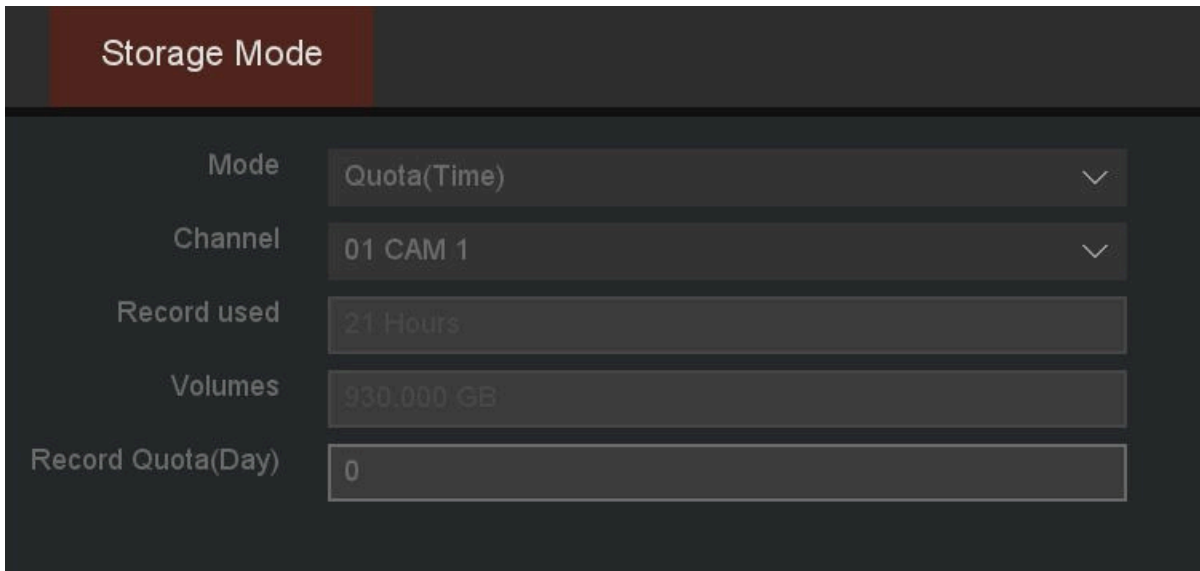 Storage Mode
Mode Quota(Time)
Channel 01 CAM 1
Record used 21 Hours
Volumes 930.000 GB
Record Quota(Day) 0